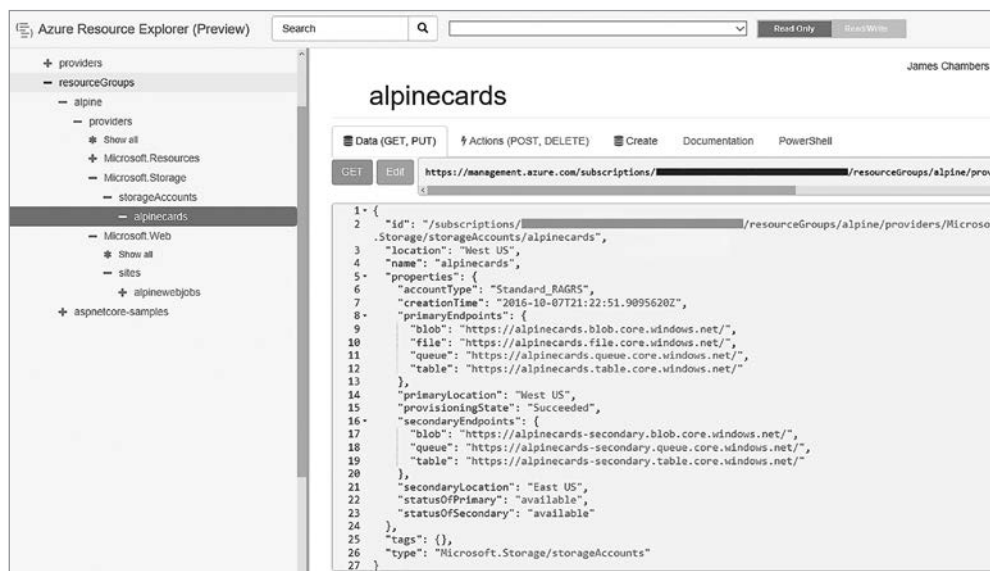 Azure Resource Explorer (Preview)
Search
Read Only
Read/Write
providers
resourceGroups
alpine
providers
Show all
Microsoft.Resources
Microsoft.Storage
storageAccounts
alpinecards
Microsoft.Web
Show all
sites
alpinewebjobs
aspnetcore-samples
James Chambers
alpinecards
Data (GET, PUT)
Actions (POST, DELETE)
Create
Documentation
PowerShell
GET
Edit
https://management.azure.com/subscriptions/ /resourceGroups/alpine/prov
1 {
2 "id": "/subscriptions/ /resourceGroups/alpine/providers/Microso
.Storage/storageAccounts/alpinecards",
3 "location": "West US",
4 "name": "alpinecards",
5 "properties": {
6 "accountType": "Standard_RAGRS",
7 "creationTime": "2016-10-07T21:22:51.9095620Z",
8 "primaryEndpoints": {
9 "blob": "https://alpinecards.blob.core.windows.net/",
10 "file": "https://alpinecards.file.core.windows.net/",
11 "queue": "https://alpinecards.queue.core.windows.net/",
12 "table": "https://alpinecards.table.core.windows.net/"
13 },
14 "primaryLocation": "West US",
15 "provisioningState": "Succeeded",
16 "secondaryEndpoints": {
17 "blob": "https://alpinecards-secondary.blob.core.windows.net/",
18 "queue": "https://alpinecards-secondary.queue.core.windows.net/",
19 "table": "https://alpinecards-secondary.table.core.windows.net/"
20 },
21 "secondaryLocation": "East US",
22 "statusOfPrimary": "available",
23 "statusOfSecondary": "available"
24 },
25 "tags": {},
26 "type": "Microsoft.Storage/storageAccounts"
27 }